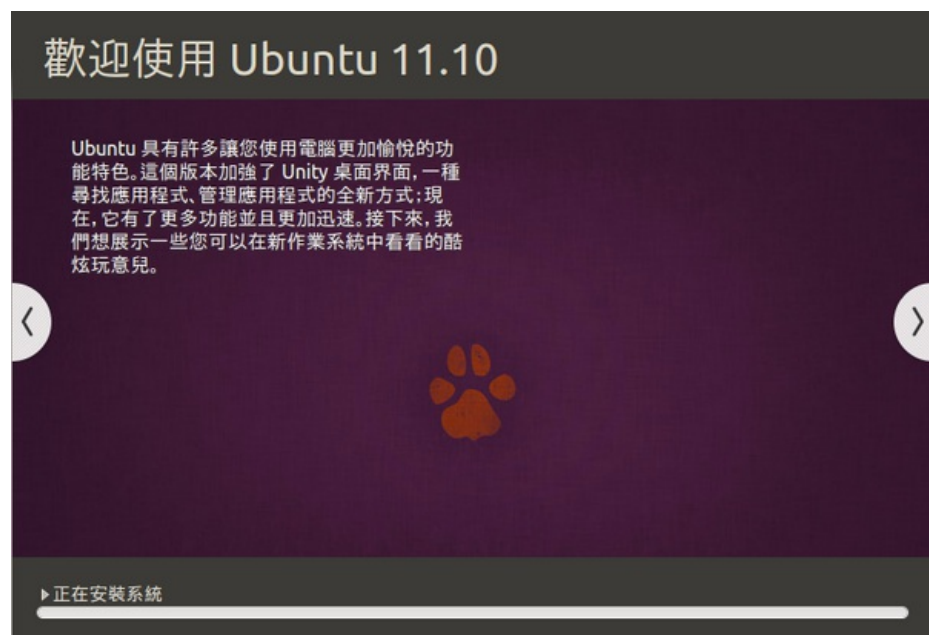 歡迎使用 Ubuntu 11.10
Ubuntu 具有許多讓您使用電腦更加愉悅的功
能特色。這個版本加強了 Unity 桌面界面,一種
尋找應用程式、管理應用程式的全新方式;現
在,它有了更多功能並且更加迅速。接下來,我
們想展示一些您可以在新作業系統中看看的酷
炫玩意兒。
正在安裝系統